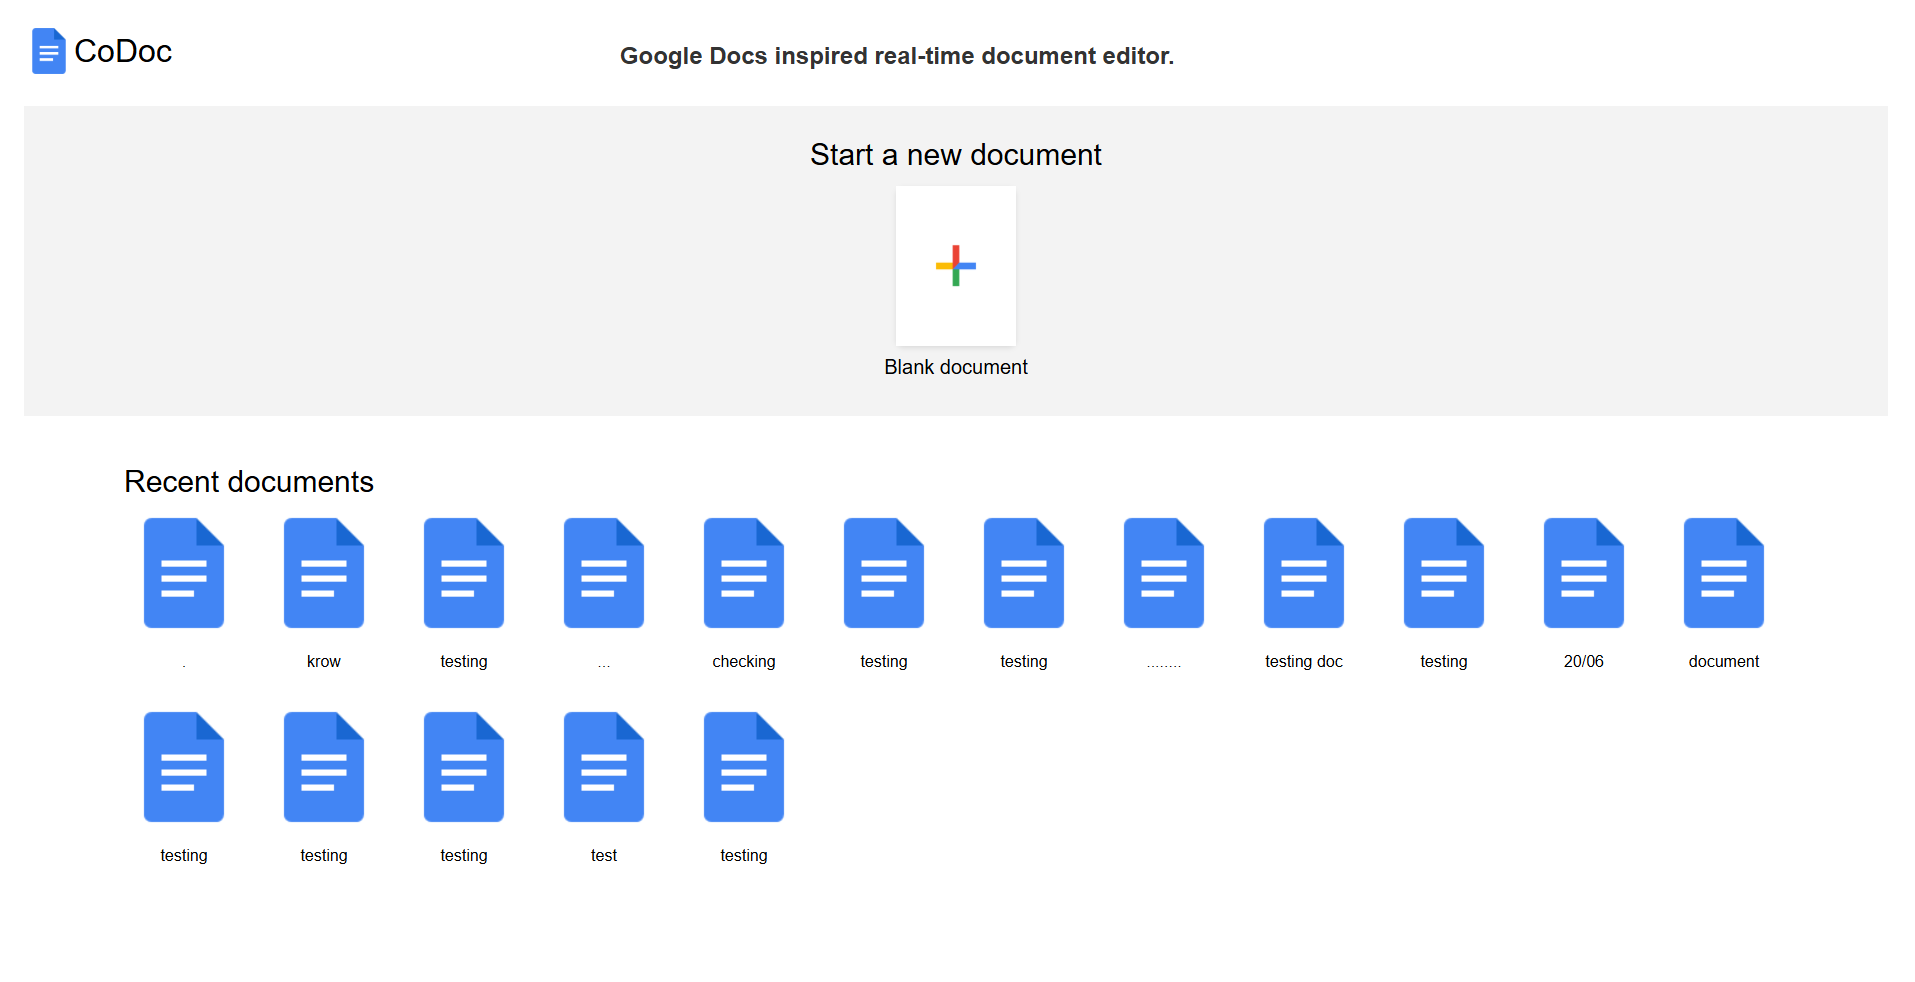 CoDoc
Google Docs inspired real-time document editor.
Start a new document
Blank document
Recent documents
. krow testing ... checking testing testing ........ testing doc testing 20/06 document
testing testing testing test testing